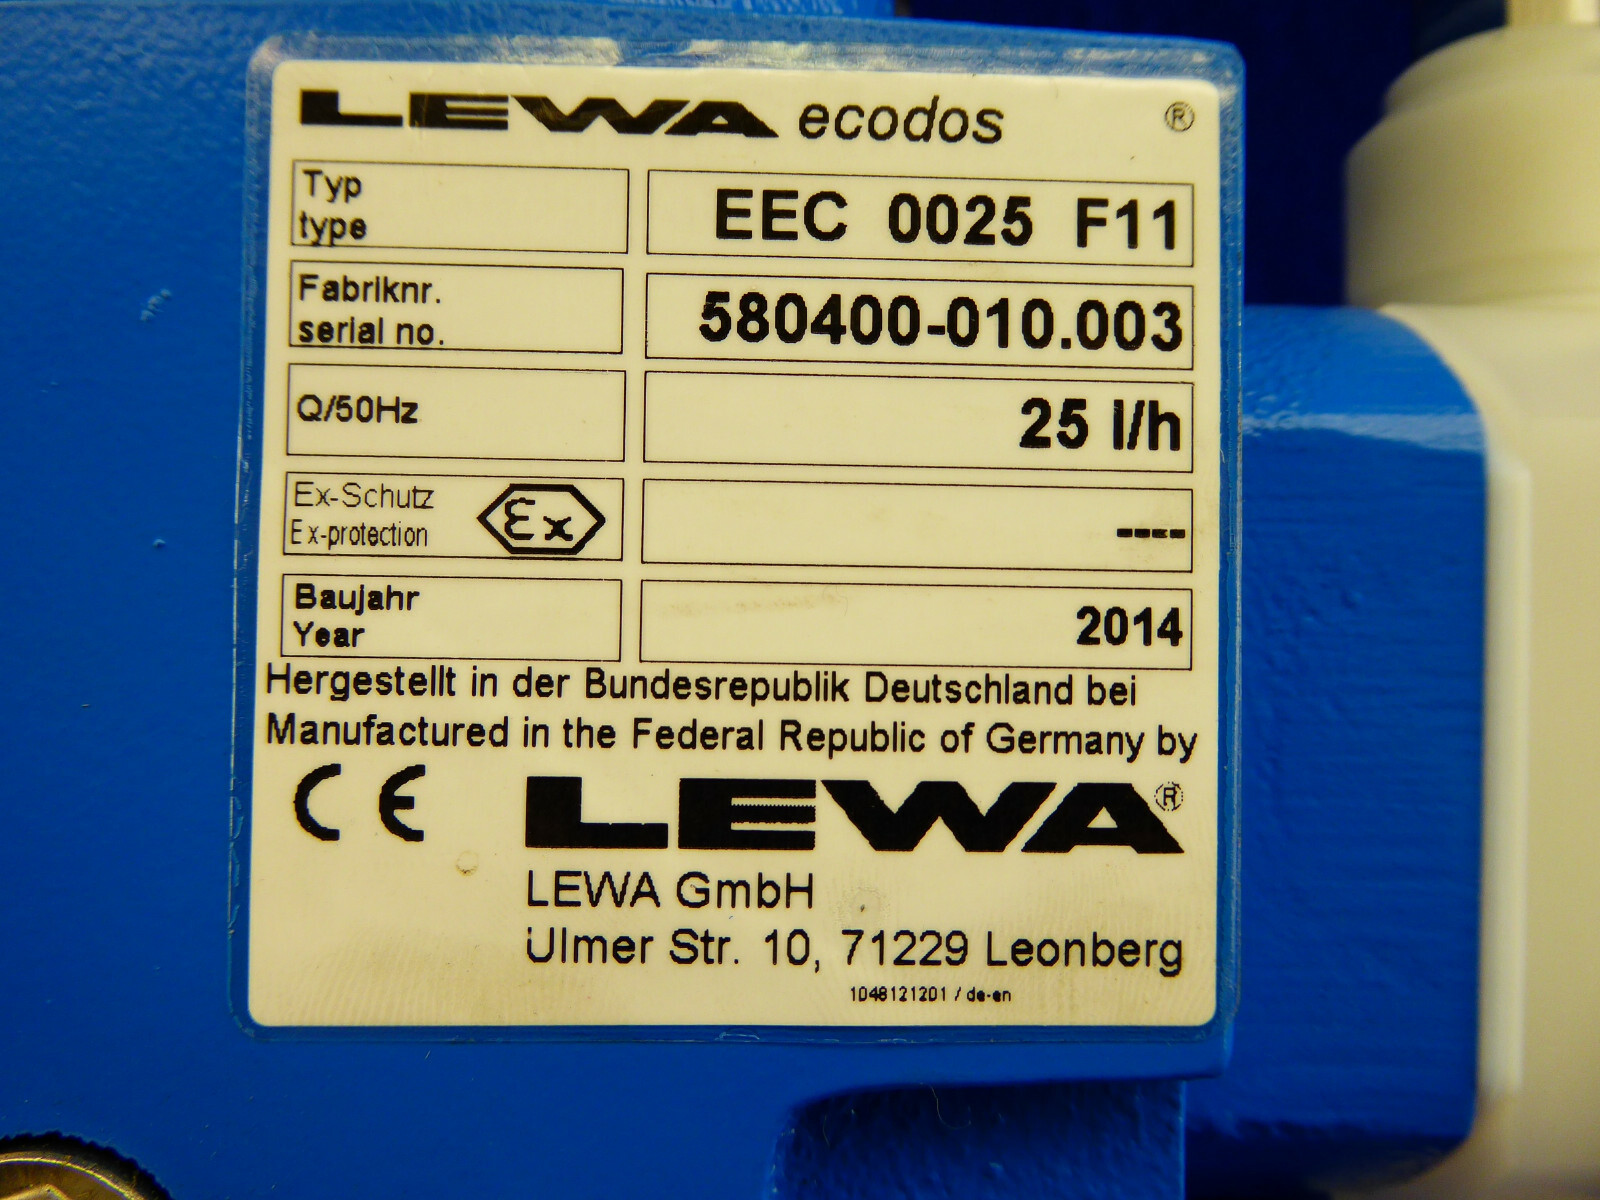 LEWA ecodos ®
Typ
type
EEC 0025 F11
Fabriknr.
serial no.
580400-010.003
Q/50Hz
25 l/h
Ex-Schutz
Ex-protection
Ex
----
Baujahr
Year
2014
Hergestellt in der Bundesrepublik Deutschland bei
Manufactured in the Federal Republic of Germany by
CE
LEWA®
LEWA GmbH
Ulmer Str. 10, 71229 Leonberg
1048121201 / de-en